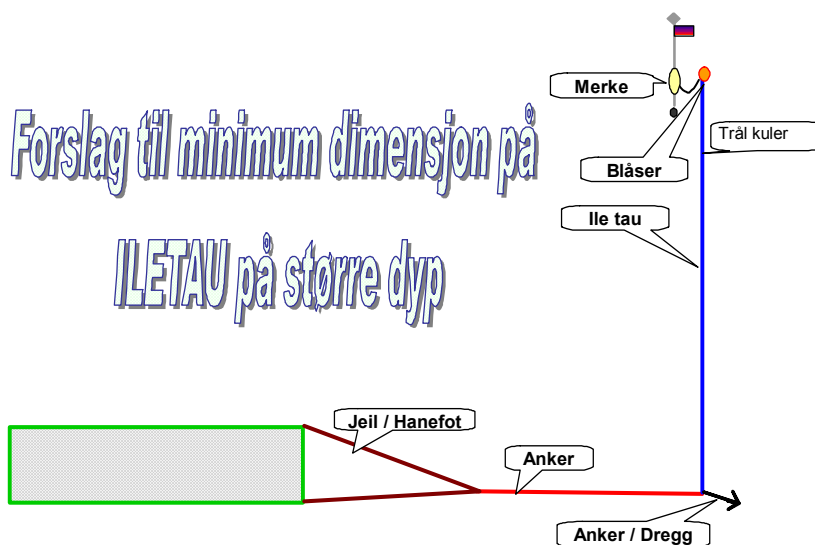 Forslag til minimum dimensjon på
ILETAU på større dyp
Merke
Trål kuler
Blåser
Ile tau
Jeil / Hanefot
Anker
Anker / Dregg